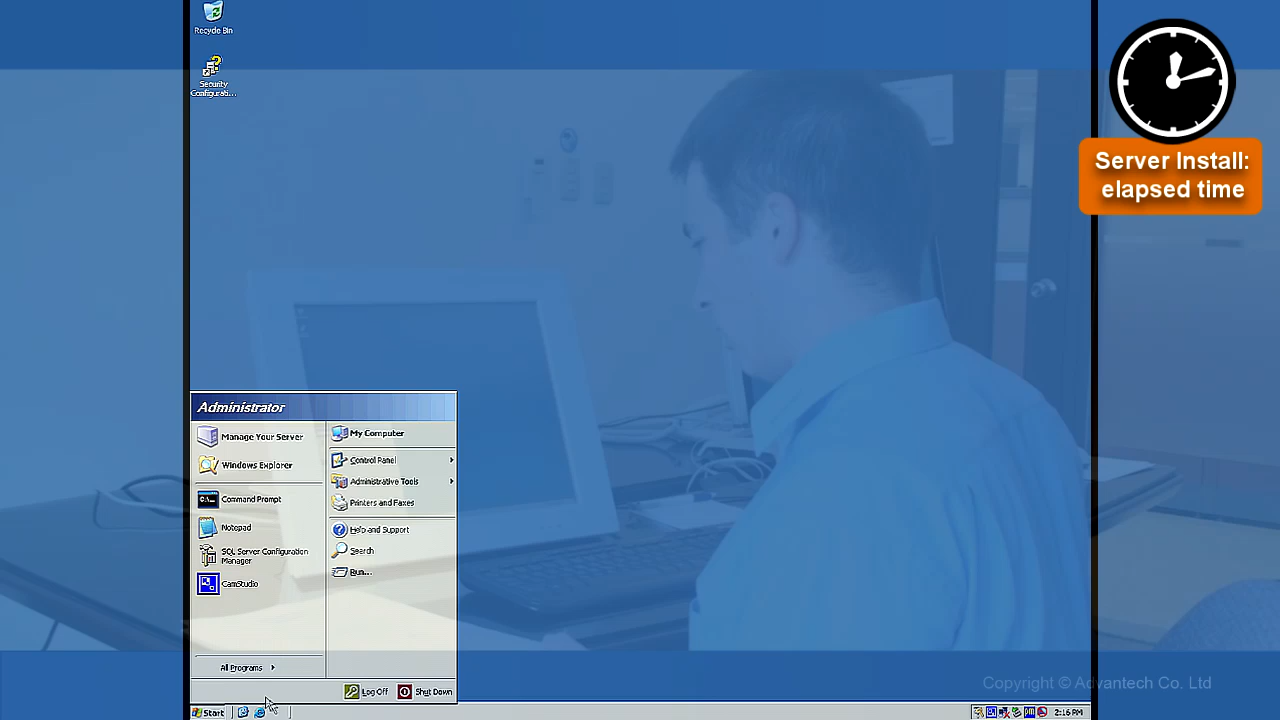 Recycle Bin
Security
Configurati...
Server Install:
elapsed time
Administrator
Manage Your Server
Windows Explorer
Command Prompt
Notepad
SQL Server Configuration
Manager
CamStudio
All Programs
My Computer
Control Panel
Administrative Tools
Printers and Faxes
Help and Support
Search
Run...
Log Off
Shut Down
Copyright © Advantech Co. Ltd
Start
2:16 PM